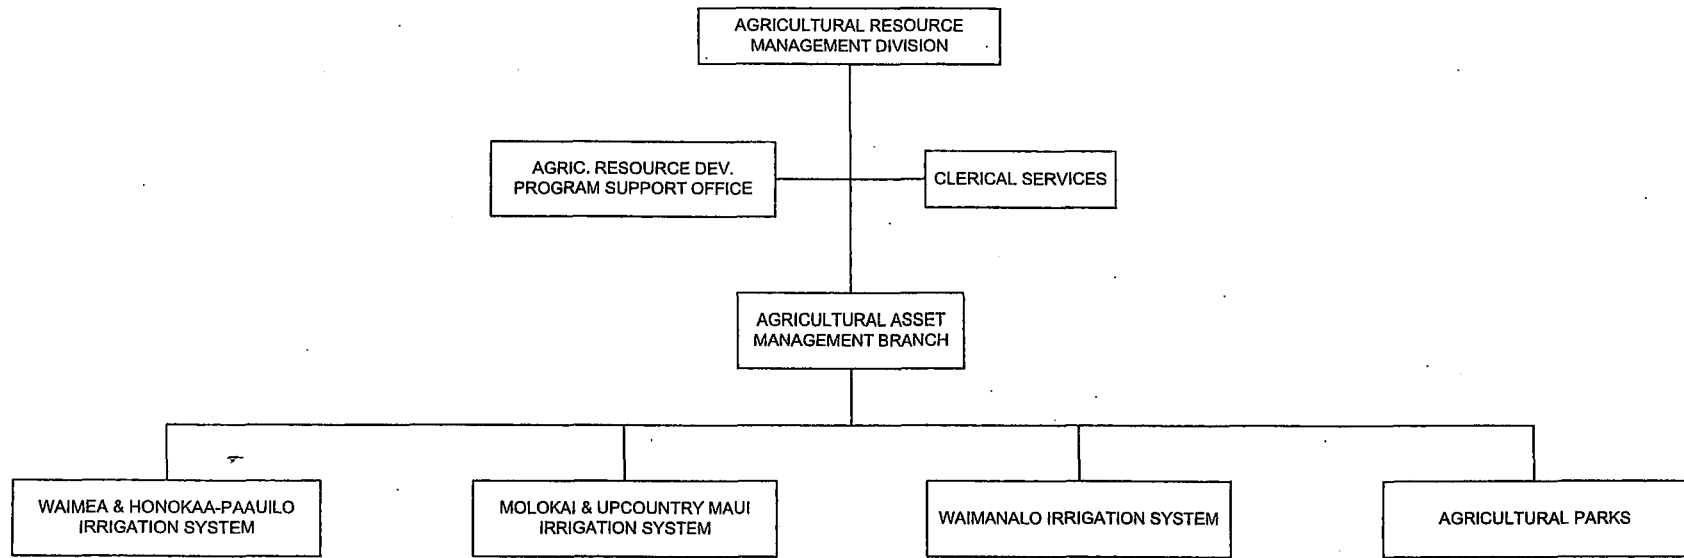 AGRICULTURAL RESOURCE
MANAGEMENT DIVISION
AGRIC. RESOURCE DEV.
PROGRAM SUPPORT OFFICE
CLERICAL SERVICES
AGRICULTURAL ASSET
MANAGEMENT BRANCH
WAIMEA & HONOKAA-PAAUILO
IRRIGATION SYSTEM
MOLOKAI & UPCOUNTRY MAUI
IRRIGATION SYSTEM
WAIMANALO IRRIGATION SYSTEM
AGRICULTURAL PARKS